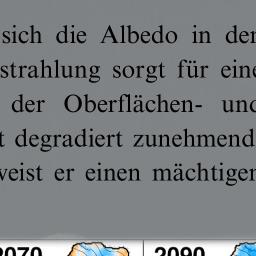 sich die Albedo in der
strahlung sorgt für eine
der Oberflächen- und
degradiert zunehmend
weist er einen mächtigen
2070 2090